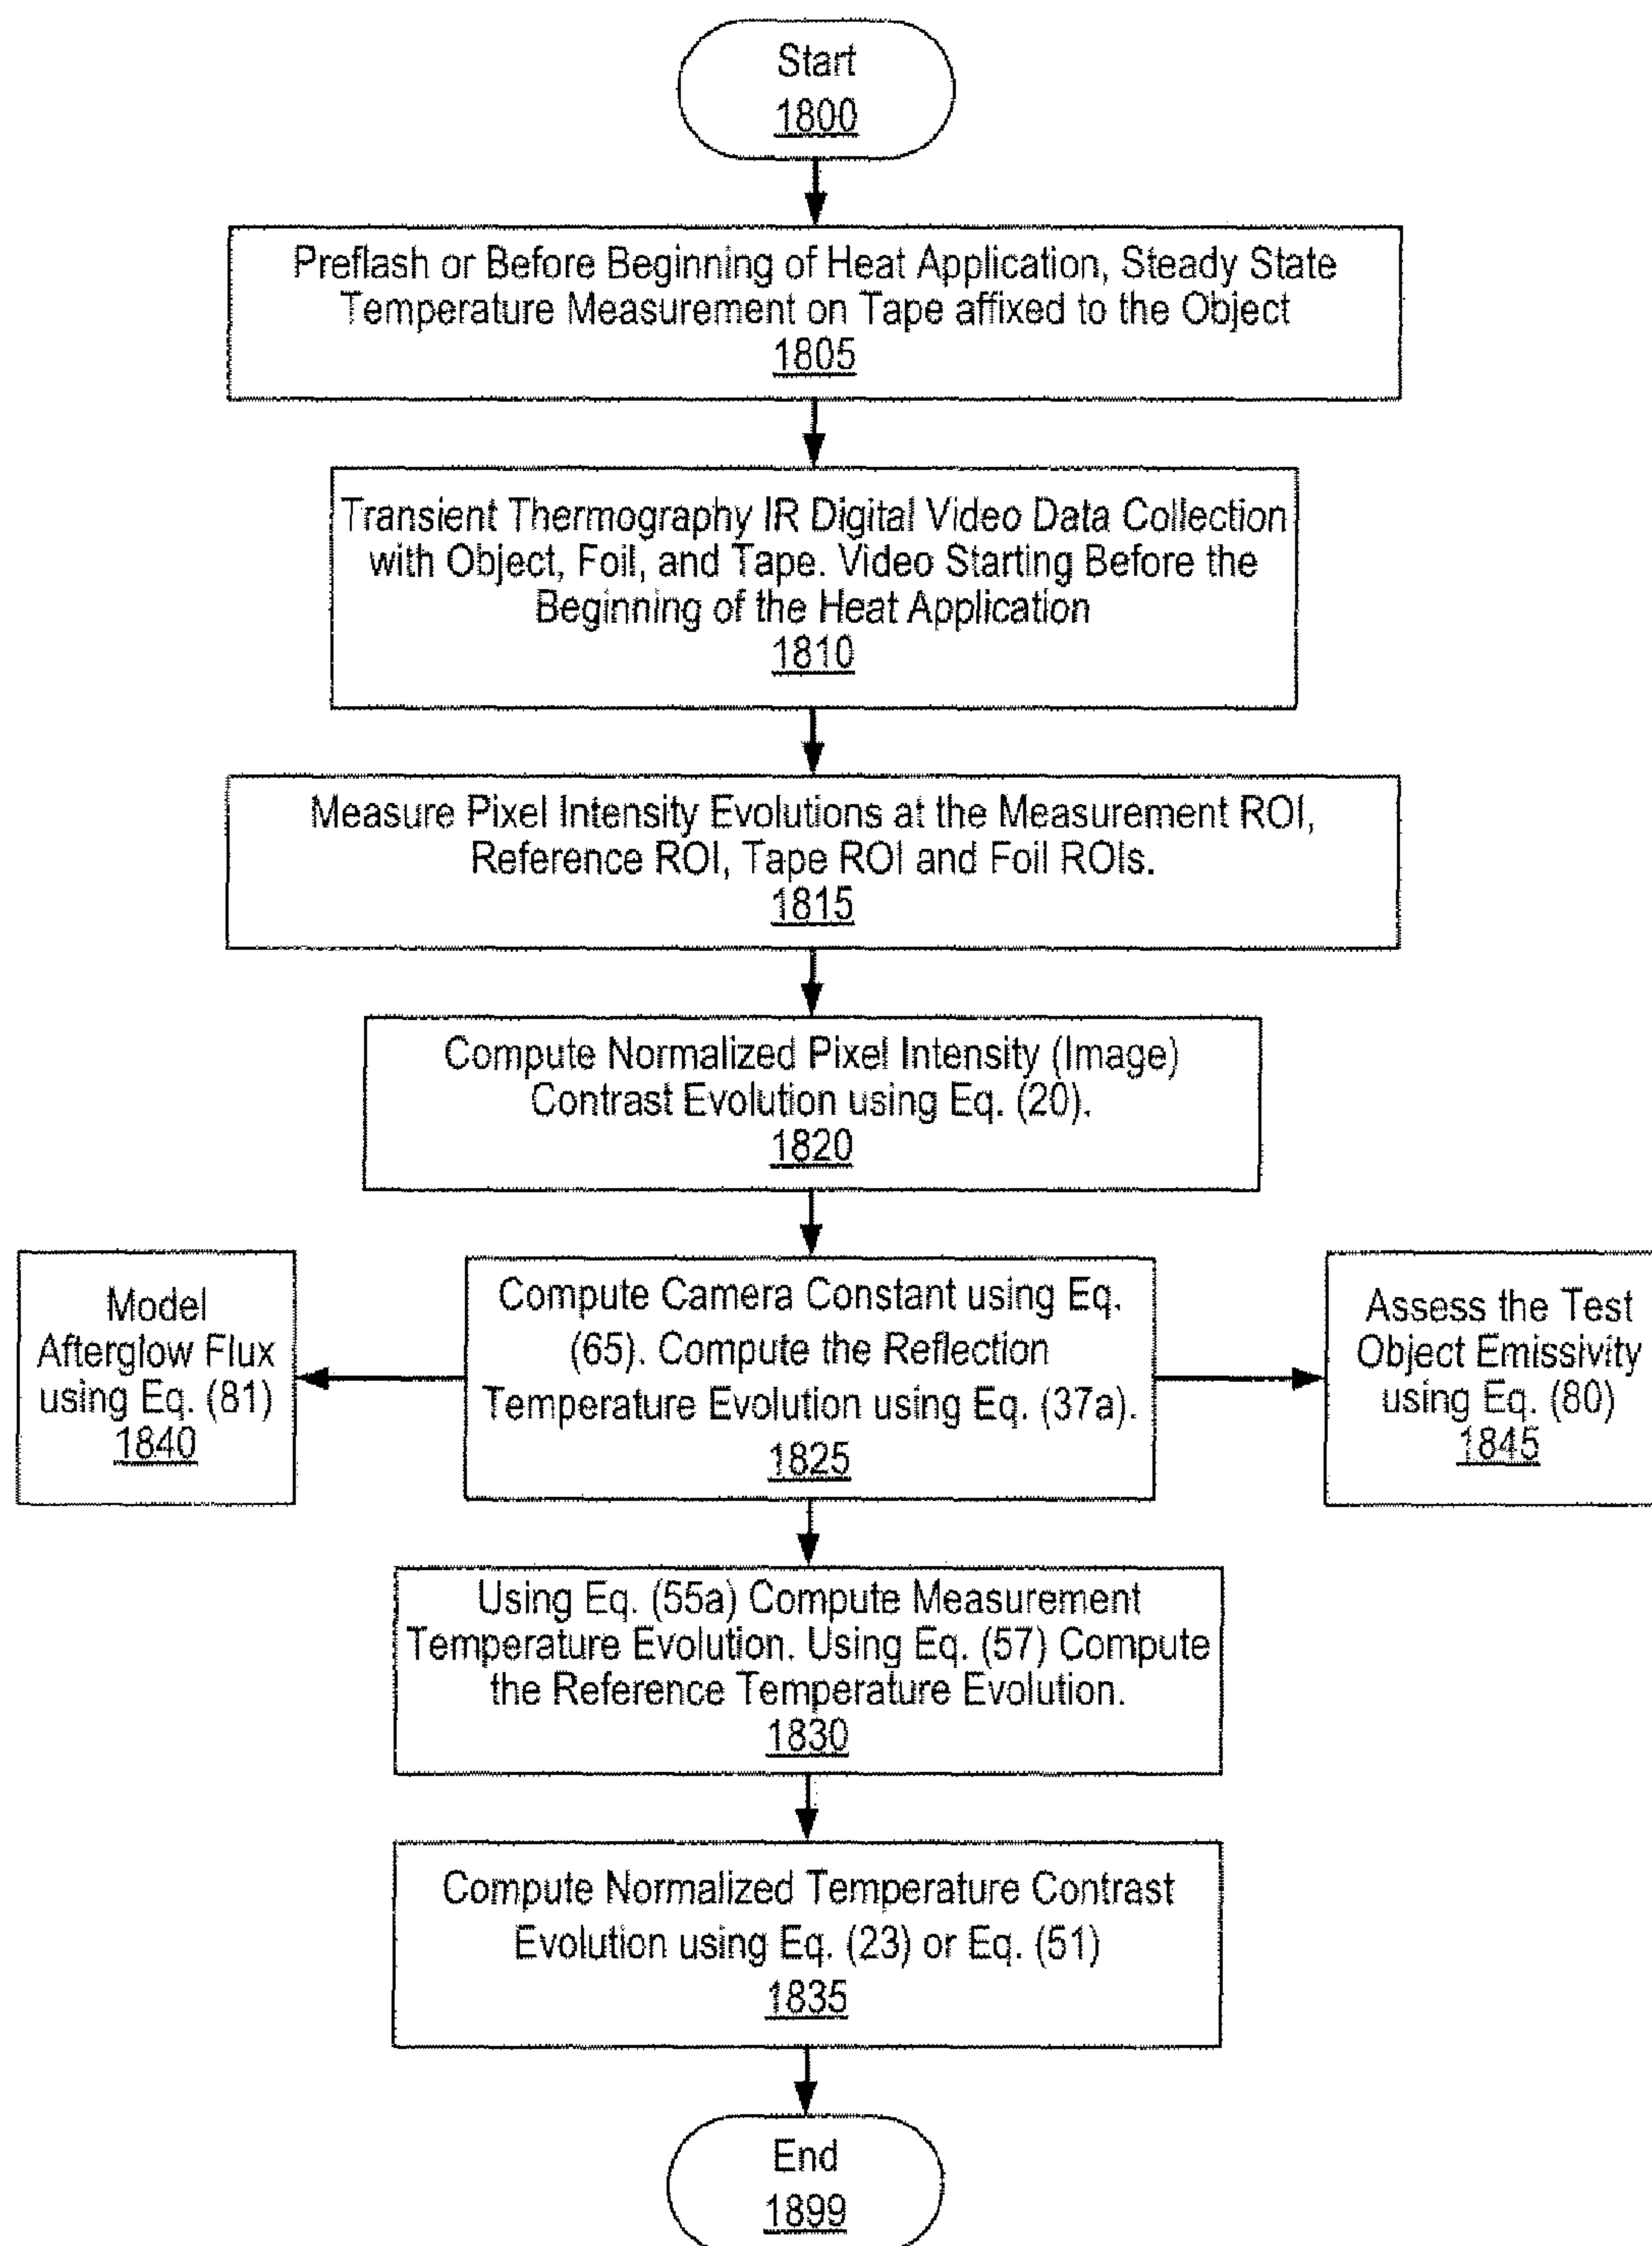 Start
1800
Preflash or Before Beginning of Heat Application, Steady State
Temperature Measurement on Tape affixed to the Object
1805
Transient Thermography IR Digital Video Data Collection
with Object, Foil, and Tape. Video Starting Before the
Beginning of the Heat Application
1810
Measure Pixel Intensity Evolutions at the Measurement ROI,
Reference ROI, Tape ROI and Foil ROIs.
1815
Compute Normalized Pixel Intensity (Image)
Contrast Evolution using Eq. (20).
1820
Model
Afterglow Flux
using Eq. (81)
1840
Compute Camera Constant using Eq.
(65). Compute the Reflection
Temperature Evolution using Eq. (37a).
1825
Assess the Test
Object Emissivity
using Eq. (80)
1845
Using Eq. (55a) Compute Measurement
Temperature Evolution. Using Eq. (57) Compute
the Reference Temperature Evolution.
1830
Compute Normalized Temperature Contrast
Evolution using Eq. (23) or Eq. (51)
1835
End
1899